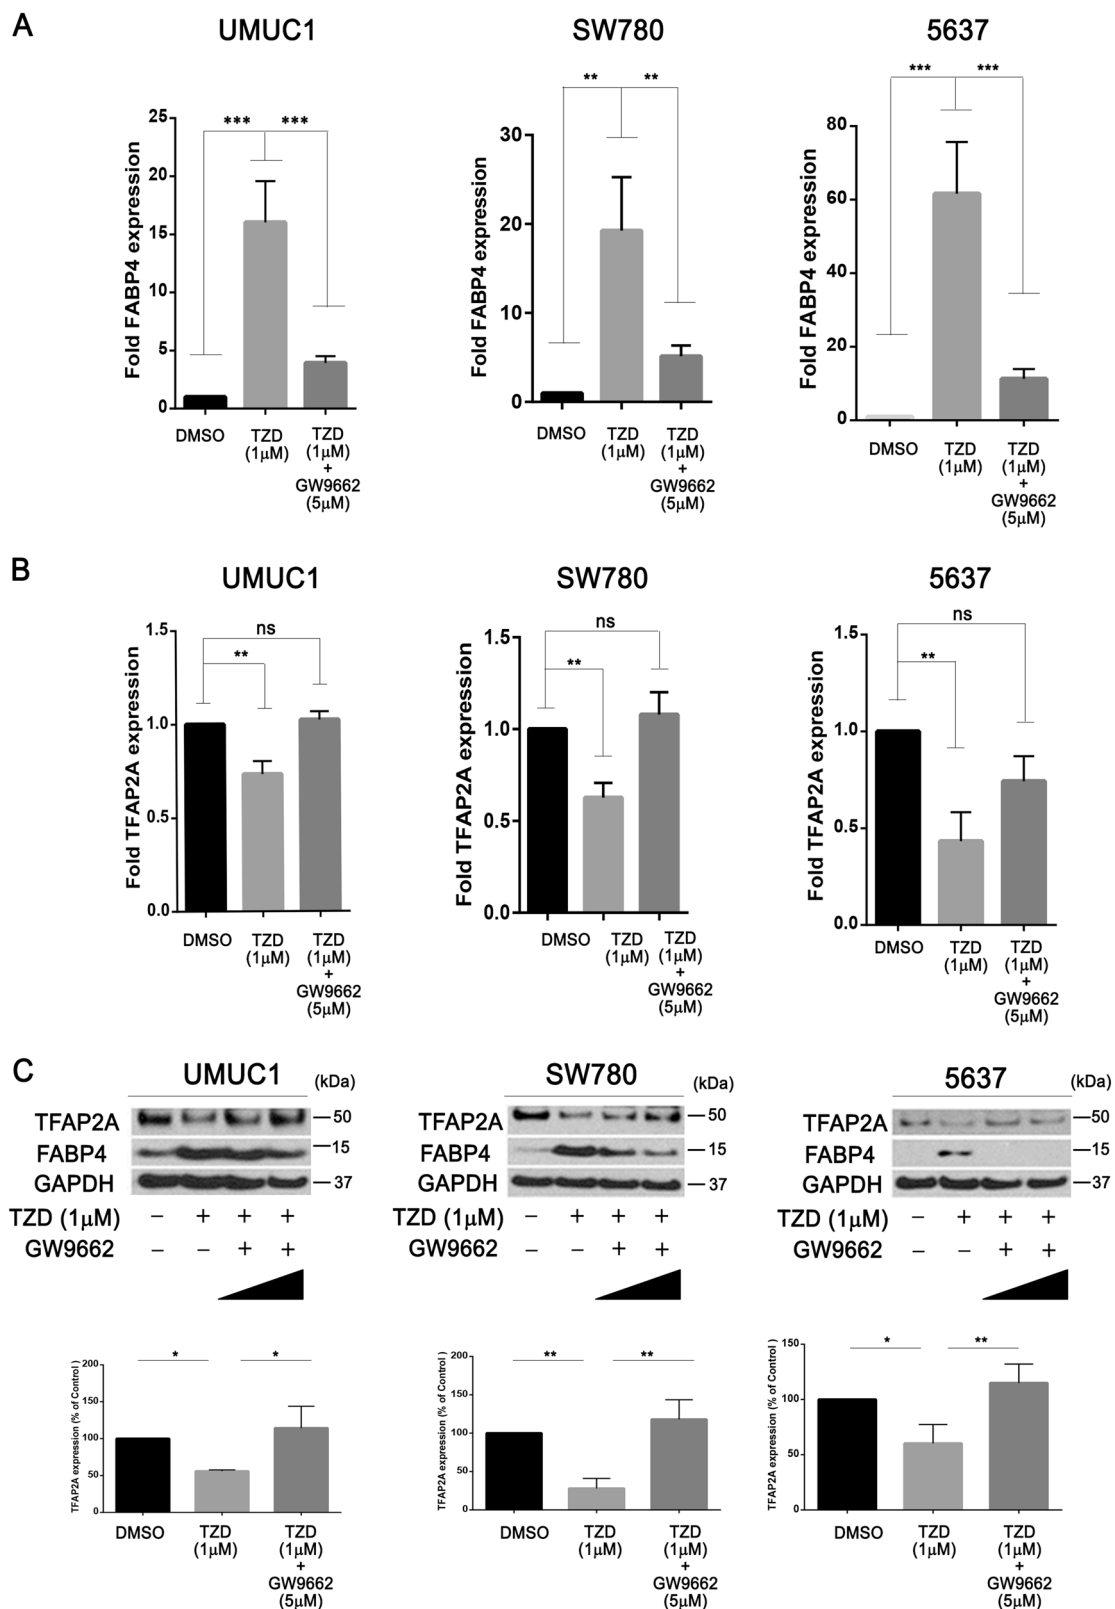 A
UMUC1
SW780
5637
Fold FABP4 expression
25
20
15
10
5
0
***
***
DMSO
TZD
(1μM)
TZD
(1μM)
+
GW9662
(5μM)
Fold FABP4 expression
30
20
10
0
**
**
DMSO
TZD
(1μM)
TZD
(1μM)
+
GW9662
(5μM)
Fold FABP4 expression
80
60
40
20
0
***
***
DMSO
TZD
(1μM)
TZD
(1μM)
+
GW9662
(5μM)
B
UMUC1
SW780
5637
Fold TFAP2A expression
1.5
1.0
0.5
0.0
ns
**
DMSO
TZD
(1μM)
TZD
(1μM)
+
GW9662
(5μM)
Fold TFAP2A expression
1.5
1.0
0.5
0.0
ns
**
DMSO
TZD
(1μM)
TZD
(1μM)
+
GW9662
(5μM)
Fold TFAP2A expression
1.5
1.0
0.5
0.0
ns
**
DMSO
TZD
(1μM)
TZD
(1μM)
+
GW9662
(5μM)
C
UMUC1 (kDa)
TFAP2A 50
FABP4 15
GAPDH 37
TZD (1μM) – + + +
GW9662 – – + +
SW780 (kDa)
TFAP2A 50
FABP4 15
GAPDH 37
TZD (1μM) – + + +
GW9662 – – + +
5637 (kDa)
TFAP2A 50
FABP4 15
GAPDH 37
TZD (1μM) – + + +
GW9662 – – + +
TFAP2A expression (% of Control )
200
150
100
50
0
*
*
DMSO
TZD
(1μM)
TZD
(1μM)
+
GW9662
(5μM)
TFAP2A expression (% of Control )
200
150
100
50
0
**
**
DMSO
TZD
(1μM)
TZD
(1μM)
+
GW9662
(5μM)
TFAP2A expression (% of Control )
150
100
50
0
*
**
DMSO
TZD
(1μM)
TZD
(1μM)
+
GW9662
(5μM)